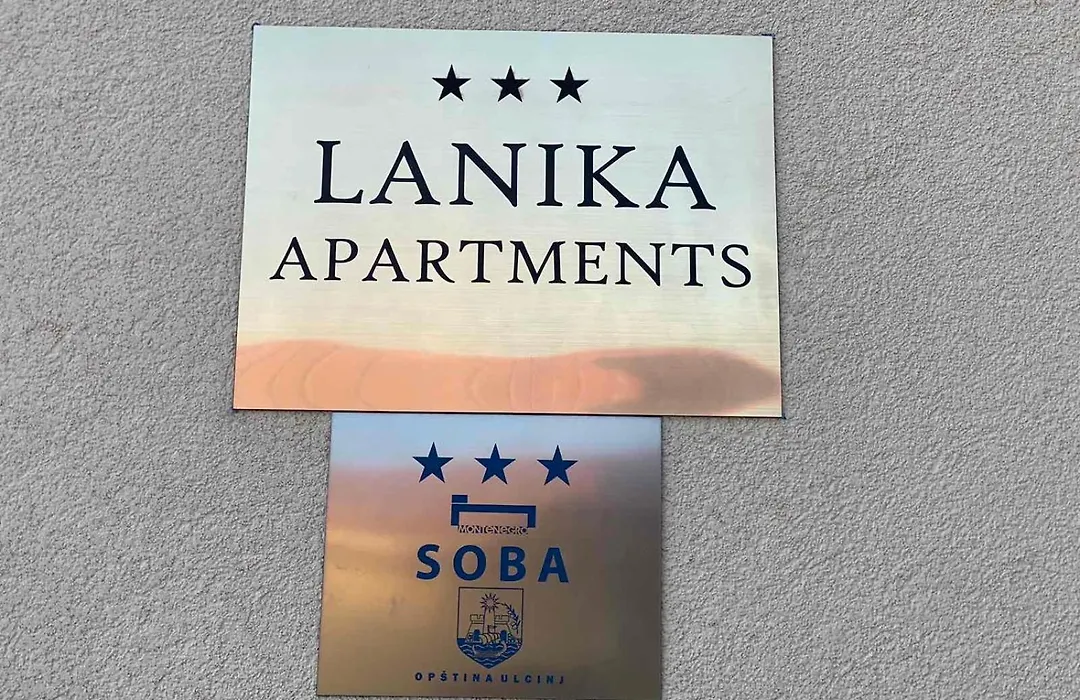 LANIKA
APARTMENTS
MONTENEGRO
SOBA
OPŠTINA ULCINJ